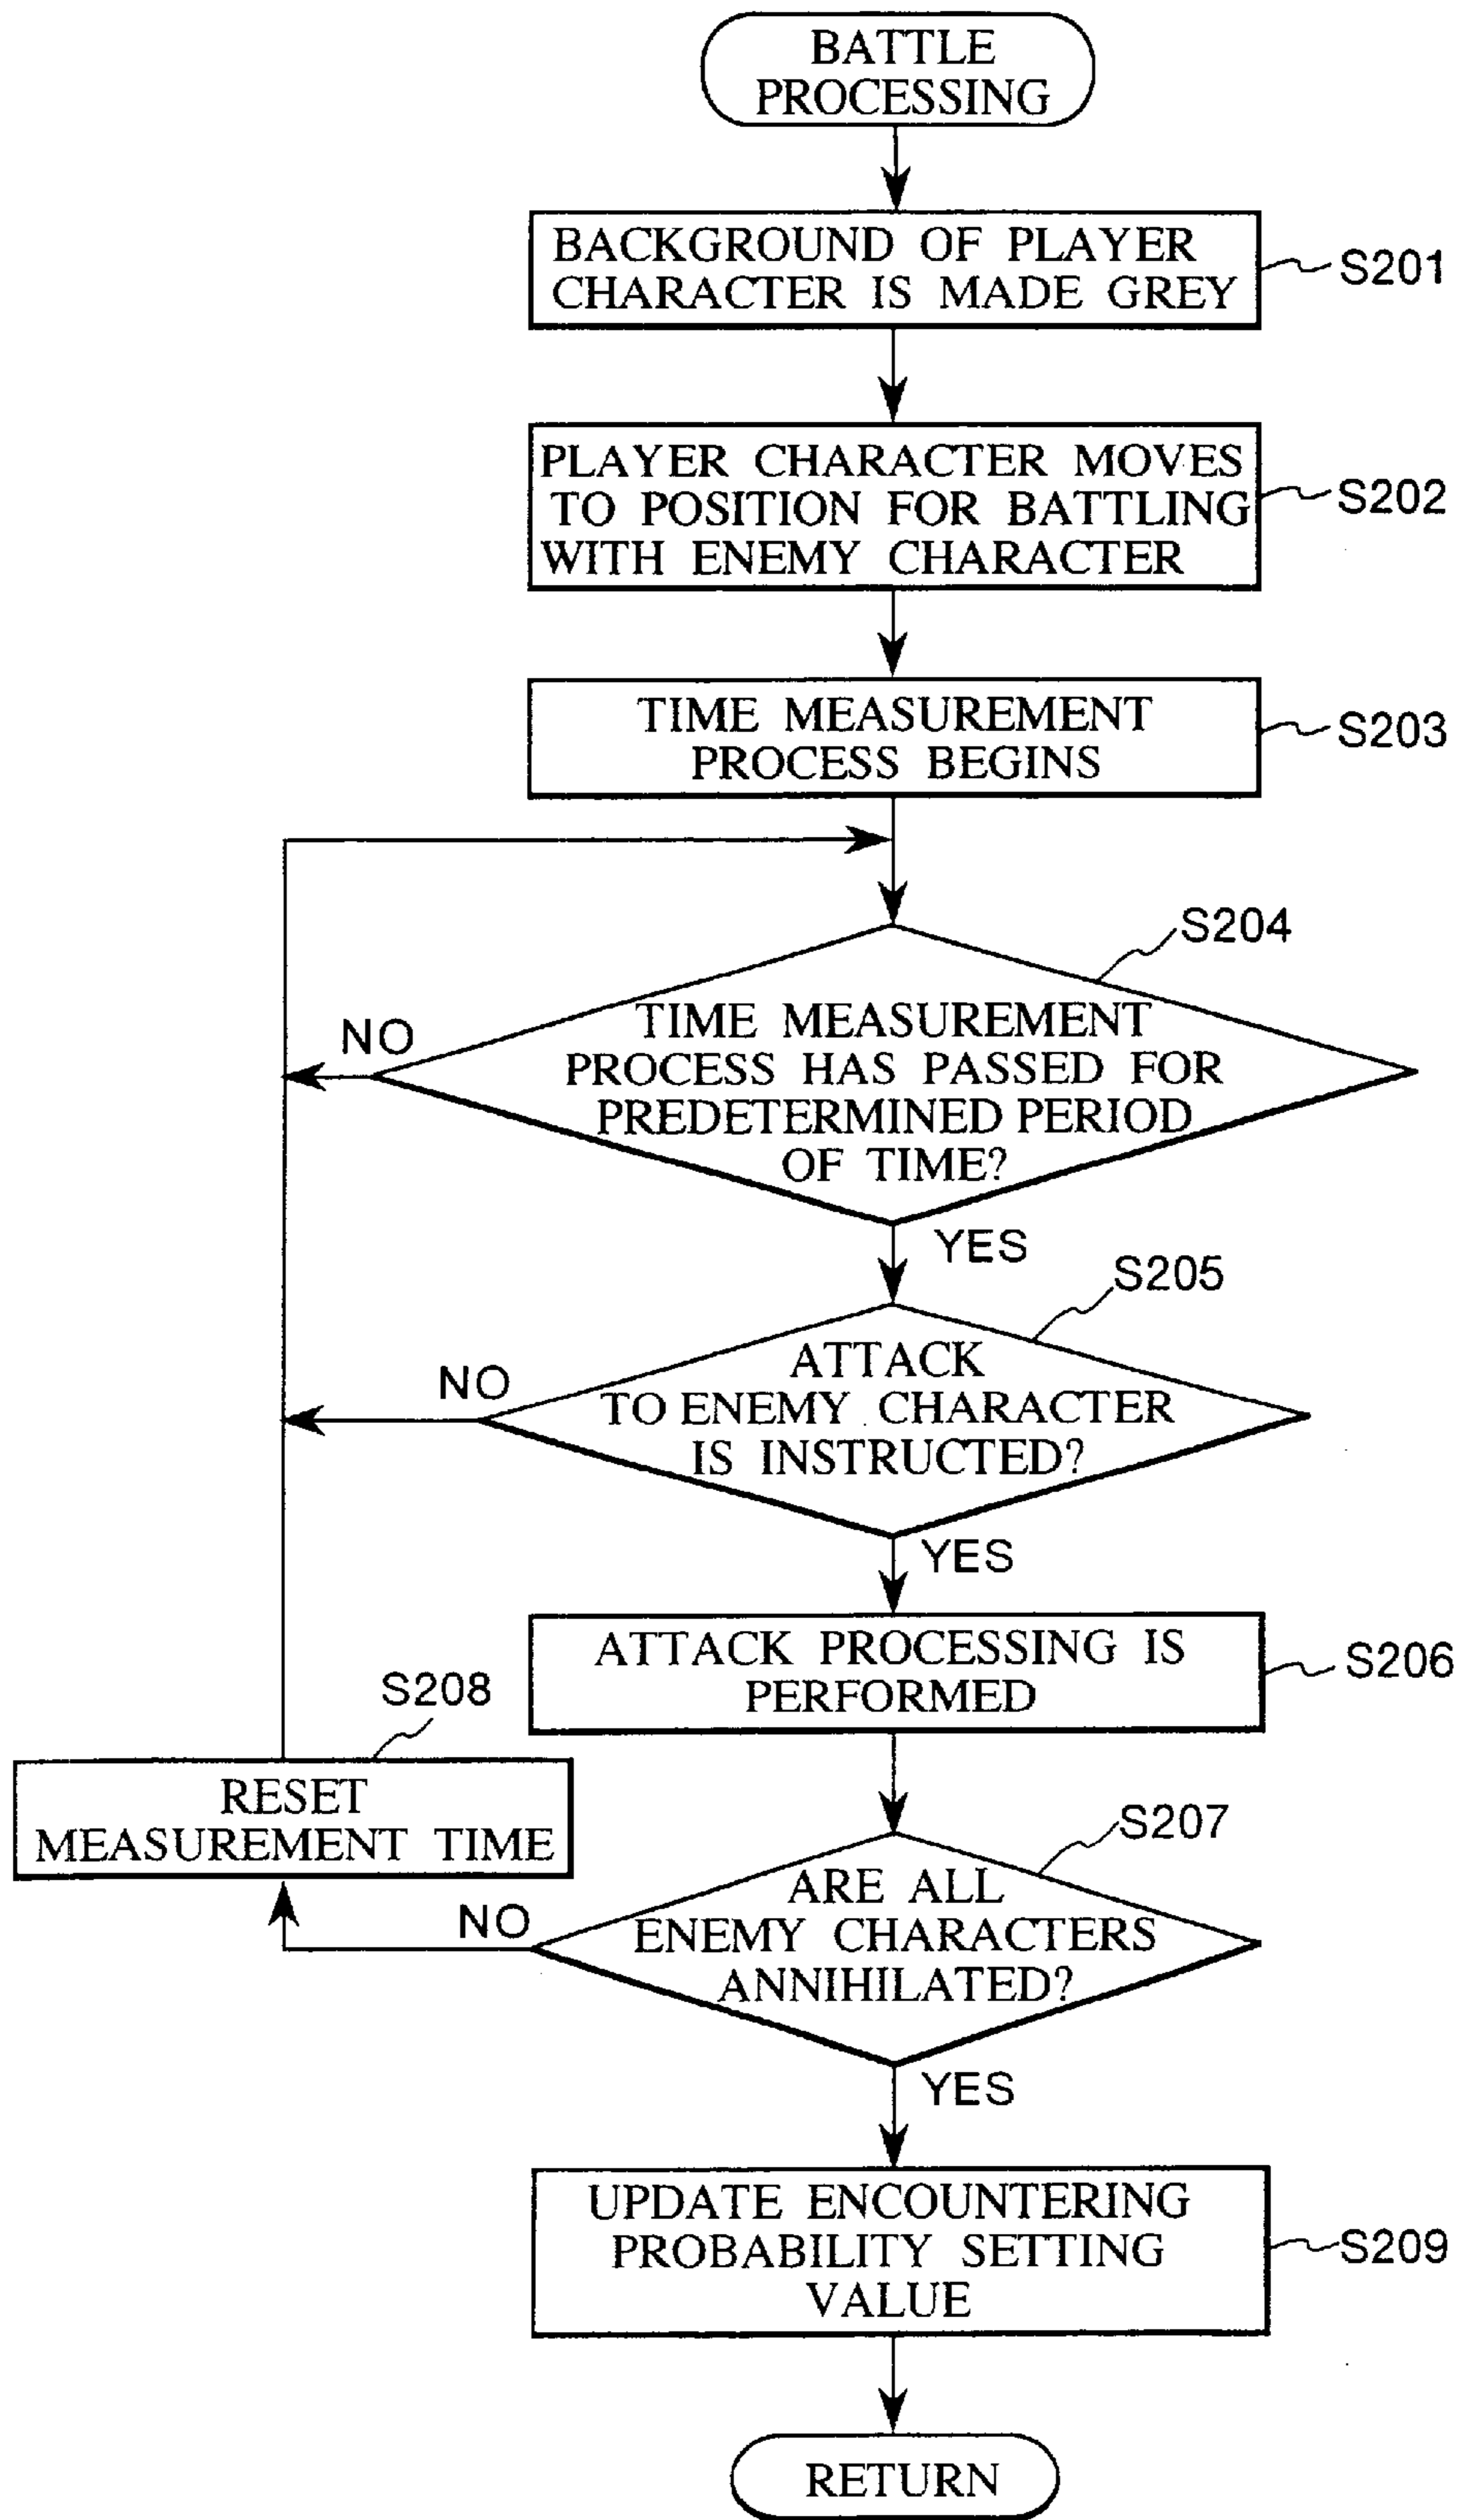 BATTLE
PROCESSING
BACKGROUND OF PLAYER
CHARACTER IS MADE GREY
S201
PLAYER CHARACTER MOVES
TO POSITION FOR BATTLING
WITH ENEMY CHARACTER
S202
TIME MEASUREMENT
PROCESS BEGINS
S203
S204
NO
TIME MEASUREMENT
PROCESS HAS PASSED FOR
PREDETERMINED PERIOD
OF TIME?
YES
S205
NO
ATTACK
TO ENEMY CHARACTER
IS INSTRUCTED?
YES
ATTACK PROCESSING IS
PERFORMED
S206
S208
RESET
MEASUREMENT TIME
S207
NO
ARE ALL
ENEMY CHARACTERS
ANNIHILATED?
YES
UPDATE ENCOUNTERING
PROBABILITY SETTING
VALUE
S209
RETURN